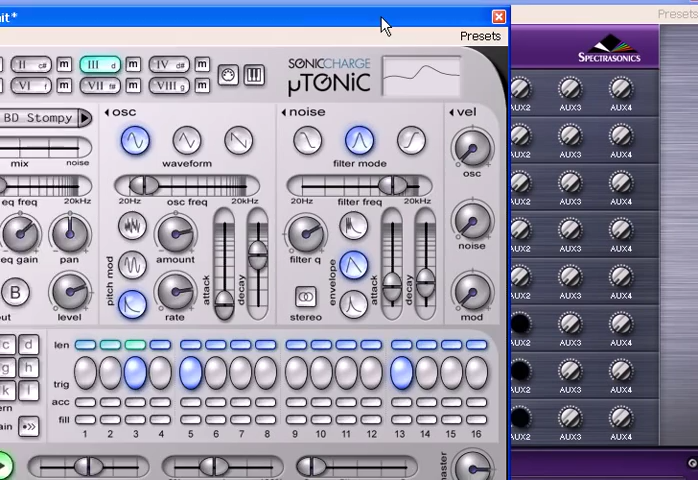 it*
Presets
Presets
II c# m III d m IV d# m
VI f m VII f# m VIII g m
SONICCHARGE
µTONIC
SPECTRASONICS
BD Stompy
osc
noise
vel
mix noise
waveform
filter mode
osc
20kHz
eq freq
20Hz osc freq 20kHz
20Hz filter freq 20kHz
eq gain pan
pitch mod
amount
attack
decay
filter q
envelope
attack
decay
noise
level
B
rate
stereo
mod
AUX2 AUX3 AUX4
AUX2 AUX3 AUX4
AUX2 AUX3 AUX4
AUX2 AUX3 AUX4
AUX2 AUX3 AUX4
AUX2 AUX3 AUX4
AUX2 AUX3 AUX4
AUX2 AUX3 AUX4
c d
g h
k l
len
trig
acc
fill
1 2 3 4 5 6 7 8 9 10 11 12 13 14 15 16